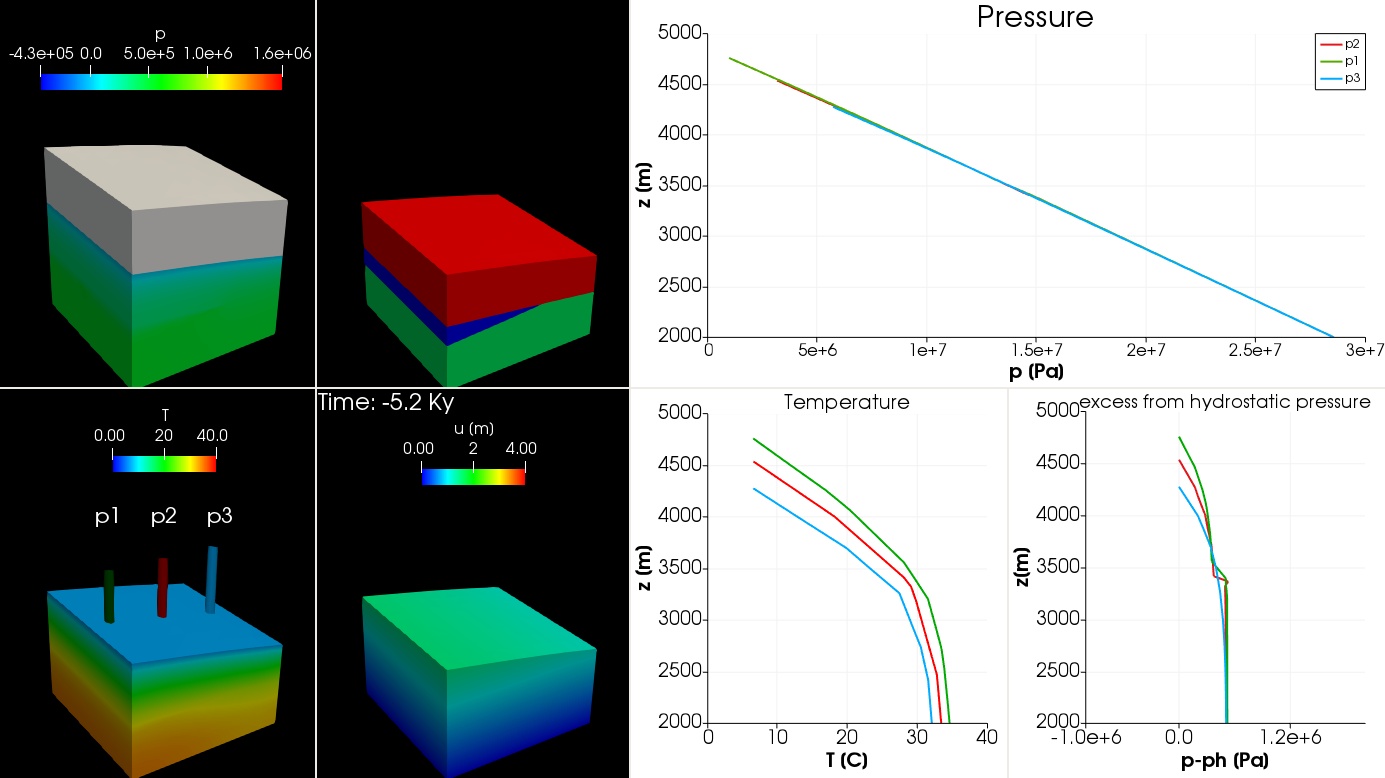 p
-4.3e+05 0.0 5.0e+5 1.0e+6 1.6e+06
Pressure
5000
4500
4000
3500
3000
2500
2000
z (m)
0 5e+6 1e+7 1.5e+7 2e+7 2.5e+7 3e+7
p (Pa)
p2
p1
p3
T
0.00 20 40.0
p1 p2 p3
Time: -5.2 Ky
u (m)
0.00 2 4.00
Temperature
5000
4500
4000
3500
3000
2500
2000
z (m)
0 10 20 30 40
T (C)
excess from hydrostatic pressure
5000
4500
4000
3500
3000
2500
2000
z(m)
-1.0e+6 0.0 1.2e+6
p-ph (Pa)